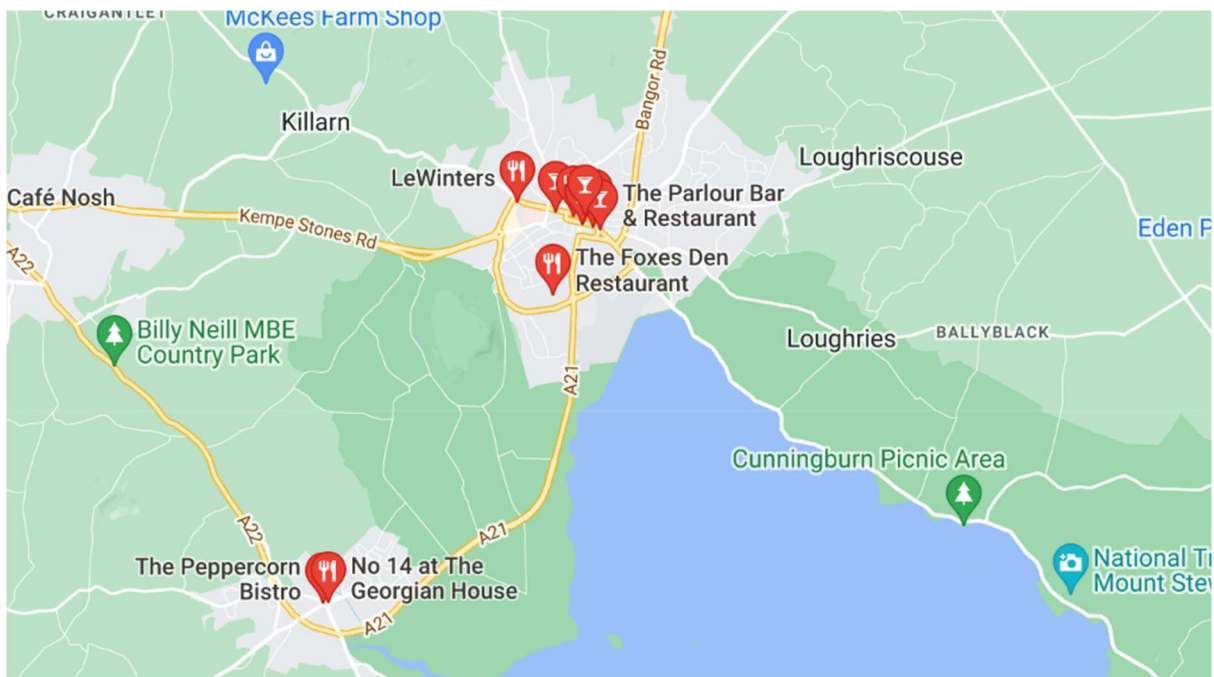 CRAIGANTLET
McKees Farm Shop
Killarn
Bangor Rd
Loughriscouse
LeWinters
The Parlour Bar
& Restaurant
Café Nosh
Kempe Stones Rd
Eden P
A22
The Foxes Den
Restaurant
Billy Neill MBE
Country Park
Loughries
BALLYBLACK
A21
Cunningburn Picnic Area
A22
A21
The Peppercorn
Bistro
No 14 at The
Georgian House
National Tr
Mount Stew
A21